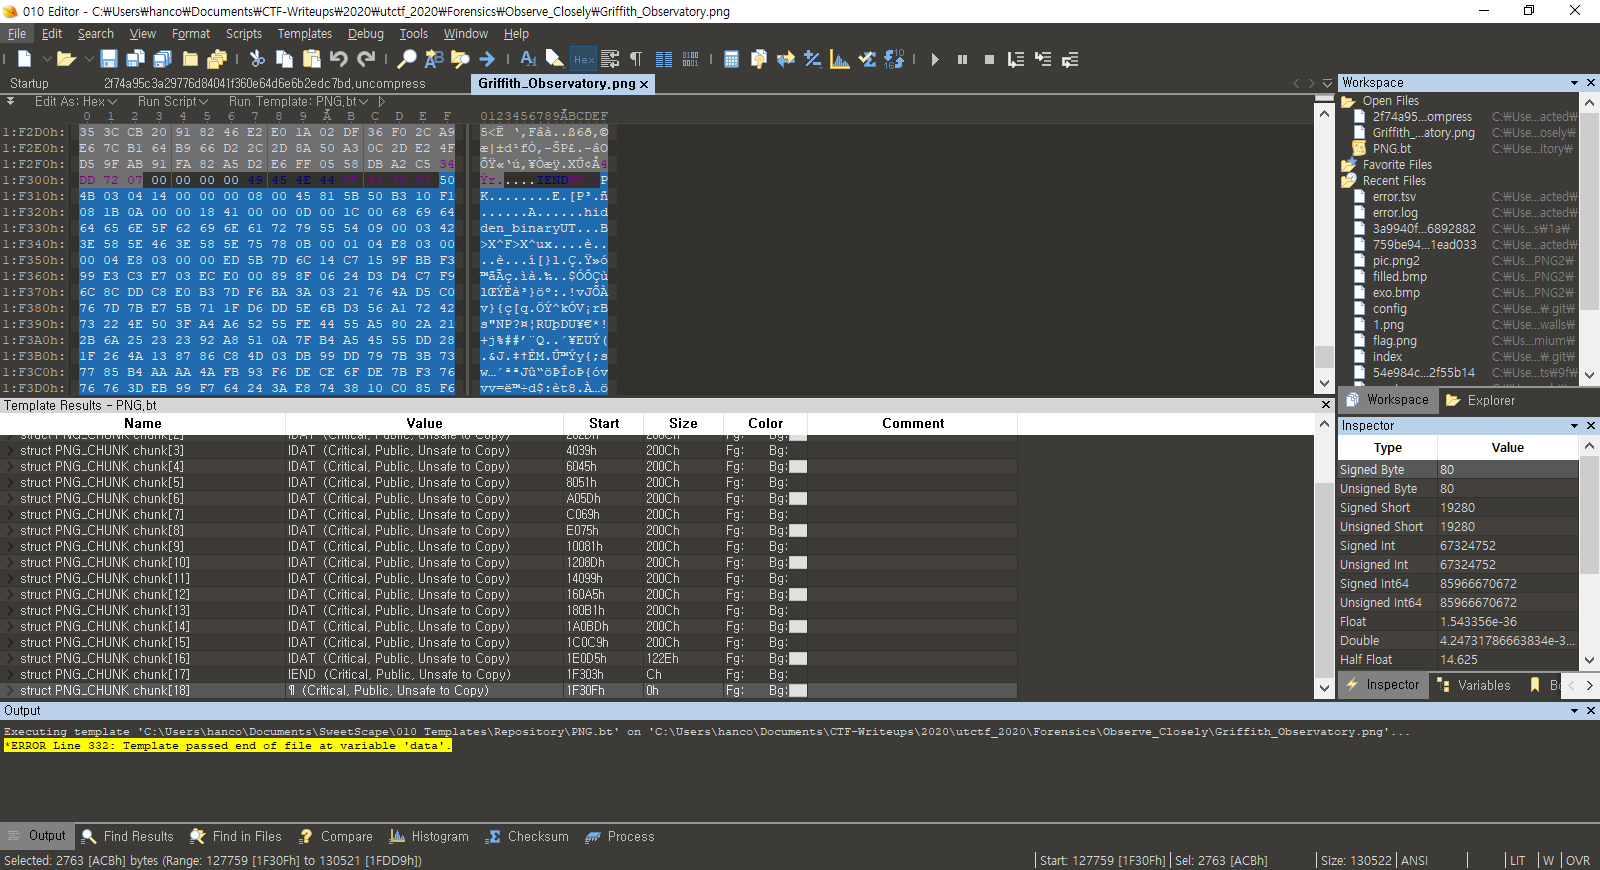 010 Editor - C:₩Users₩hanco₩Documents₩CTF-Writeups₩2020₩utctf_2020₩Forensics₩Observe_Closely₩Griffith_Observatory.png
File Edit Search View Format Scripts Templates Debug Tools Window Help
Startup 2f74a95c3a29776d84041f360e64d6e6b2edc7bd,uncompress Griffith_Observatory,png ×
Edit As: Hex Run Script Run Template: PNG,bt
0 1 2 3 4 5 6 7 8 9 A B C D E F 0123456789ABCDEF
1:F2D0h: 35 3C CB 20 91 82 46 E2 E0 1A 02 DF 36 F0 2C A9
1:F2E0h: E6 7C B1 64 B9 66 D2 2C 2D 8A 50 A3 0C 2D E2 4F
1:F2F0h: D5 9F AB 91 FA 82 A5 D2 E6 FF 05 58 DB A2 C5 34
1:F300h: DD 72 07 00 00 00 00 49 45 4E 44 AE 42 60 82 50
1:F310h: 4B 03 04 14 00 00 00 08 00 45 81 5B 50 B3 10 F1
1:F320h: 08 1B 0A 00 00 18 41 00 00 0D 00 1C 00 68 69 64
1:F330h: 64 65 6E 5F 62 69 6E 61 72 79 55 54 09 00 03 42
1:F340h: 3E 58 5E 46 3E 58 5E 75 78 0B 00 01 04 E8 03 00
1:F350h: 00 04 E8 03 00 00 ED 5B 7D 6C 14 C7 15 9F BB F3
1:F360h: 99 E3 C3 E7 03 EC E0 00 89 8F 06 24 D3 D4 C7 F9
1:F370h: 6C 8C DD C8 E0 B3 7D F6 BA 3A 03 21 76 4A D5 C0
1:F380h: 76 7D 7B E7 5B 71 1F D6 DD 5E 6B D3 56 A1 72 42
1:F390h: 73 22 4E 50 3F A4 A6 52 55 FE 44 55 A5 80 2A 21
1:F3A0h: 2B 6A 25 23 23 92 A8 51 0A 7F B4 A5 45 55 DD 28
1:F3B0h: 1F 26 4A 13 87 86 C8 4D 03 DB 99 DD 79 7B 3B 73
1:F3C0h: 77 85 B4 AA AA 4A FB 93 F6 DE CE 6F DE 7B F3 76
1:F3D0h: 76 76 3D EB 99 F7 64 24 3A E8 74 38 10 C0 85 F6
Template Results - PNG,bt
Name Value Start Size Color Comment
struct PNG_CHUNK chunk[2] IDAT (Critical, Public, Unsafe to Copy) 202Dh 200Ch Fg: Bg:
struct PNG_CHUNK chunk[3] IDAT (Critical, Public, Unsafe to Copy) 4039h 200Ch Fg: Bg:
struct PNG_CHUNK chunk[4] IDAT (Critical, Public, Unsafe to Copy) 6045h 200Ch Fg: Bg:
struct PNG_CHUNK chunk[5] IDAT (Critical, Public, Unsafe to Copy) 8051h 200Ch Fg: Bg:
struct PNG_CHUNK chunk[6] IDAT (Critical, Public, Unsafe to Copy) A05Dh 200Ch Fg: Bg:
struct PNG_CHUNK chunk[7] IDAT (Critical, Public, Unsafe to Copy) C069h 200Ch Fg: Bg:
struct PNG_CHUNK chunk[8] IDAT (Critical, Public, Unsafe to Copy) E075h 200Ch Fg: Bg:
struct PNG_CHUNK chunk[9] IDAT (Critical, Public, Unsafe to Copy) 10081h 200Ch Fg: Bg:
struct PNG_CHUNK chunk[10] IDAT (Critical, Public, Unsafe to Copy) 1208Dh 200Ch Fg: Bg:
struct PNG_CHUNK chunk[11] IDAT (Critical, Public, Unsafe to Copy) 14099h 200Ch Fg: Bg:
struct PNG_CHUNK chunk[12] IDAT (Critical, Public, Unsafe to Copy) 160A5h 200Ch Fg: Bg:
struct PNG_CHUNK chunk[13] IDAT (Critical, Public, Unsafe to Copy) 180B1h 200Ch Fg: Bg:
struct PNG_CHUNK chunk[14] IDAT (Critical, Public, Unsafe to Copy) 1A0BDh 200Ch Fg: Bg:
struct PNG_CHUNK chunk[15] IDAT (Critical, Public, Unsafe to Copy) 1C0C9h 200Ch Fg: Bg:
struct PNG_CHUNK chunk[16] IDAT (Critical, Public, Unsafe to Copy) 1E0D5h 122Eh Fg: Bg:
struct PNG_CHUNK chunk[17] IEND (Critical, Public, Unsafe to Copy) 1F303h Ch Fg: Bg:
struct PNG_CHUNK chunk[18] ¶ (Critical, Public, Unsafe to Copy) 1F30Fh 0h Fg: Bg:
Workspace
Open Files
2f74a95...ompress C:₩Use...acted₩
Griffith_...atory.png C:₩Use...osely₩
PNG.bt C:₩Use...itory₩
Favorite Files
Recent Files
error.tsv C:₩Use...acted₩
error.log C:₩Use...acted₩
3a9940f...6892882 C:₩Us...s₩1a₩
759be94...1ead033 C:₩Use...acted₩
pic.png2 C:₩Us...PNG2₩
filled.bmp C:₩Us...PNG2₩
exo.bmp C:₩Us...PNG2₩
config C:₩Use...₩.git₩
1.png C:₩Use...walls₩
flag.png C:₩Us...mium₩
index C:₩Use...₩.git₩
54e984c...2f55b14 C:₩Use...ts₩9f₩
Workspace Explorer
Inspector
Type Value
Signed Byte 80
Unsigned Byte 80
Signed Short 19280
Unsigned Short 19280
Signed Int 67324752
Unsigned Int 67324752
Signed Int64 85966670672
Unsigned Int64 85966670672
Float 1.543356e-36
Double 4.24731786663834e-3...
Half Float 14.625
Inspector Variables Bo
Output
Executing template 'C:\Users\hanco\Documents\SweetScape\010 Templates\Repository\PNG.bt' on 'C:\Users\hanco\Documents\CTF-Writeups\2020\utctf_2020\Forensics\Observe_Closely\Griffith_Observatory.png'...
*ERROR Line 332: Template passed end of file at variable 'data'.
Output Find Results Find in Files Compare Histogram Checksum Process
Selected: 2763 [ACBh] bytes (Range: 127759 [1F30Fh] to 130521 [1FDD9h]) Start: 127759 [1F30Fh] Sel: 2763 [ACBh] Size: 130522 ANSI LIT W OVR